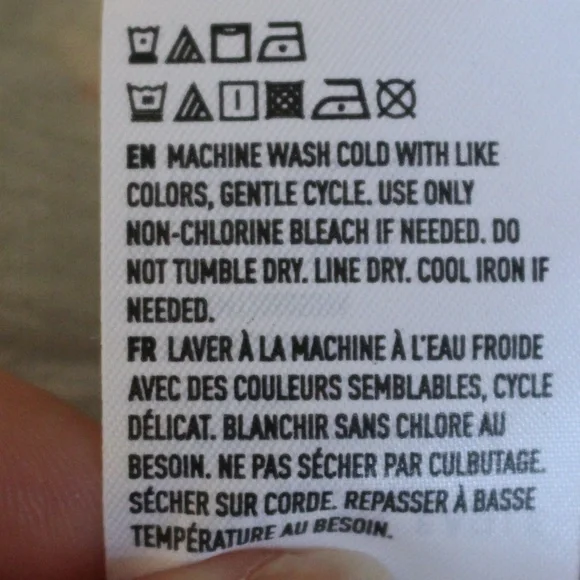 EN MACHINE WASH COLD WITH LIKE
COLORS, GENTLE CYCLE. USE ONLY
NON-CHLORINE BLEACH IF NEEDED. DO
NOT TUMBLE DRY. LINE DRY. COOL IRON IF
NEEDED.
FR LAVER À LA MACHINE À L'EAU FROIDE
AVEC DES COULEURS SEMBLABLES, CYCLE
DÉLICAT. BLANCHIR SANS CHLORE AU
BESOIN. NE PAS SÉCHER PAR CULBUTAGE.
SÉCHER SUR CORDE. REPASSER À BASSE
TEMPÉRATURE AU BESOIN.